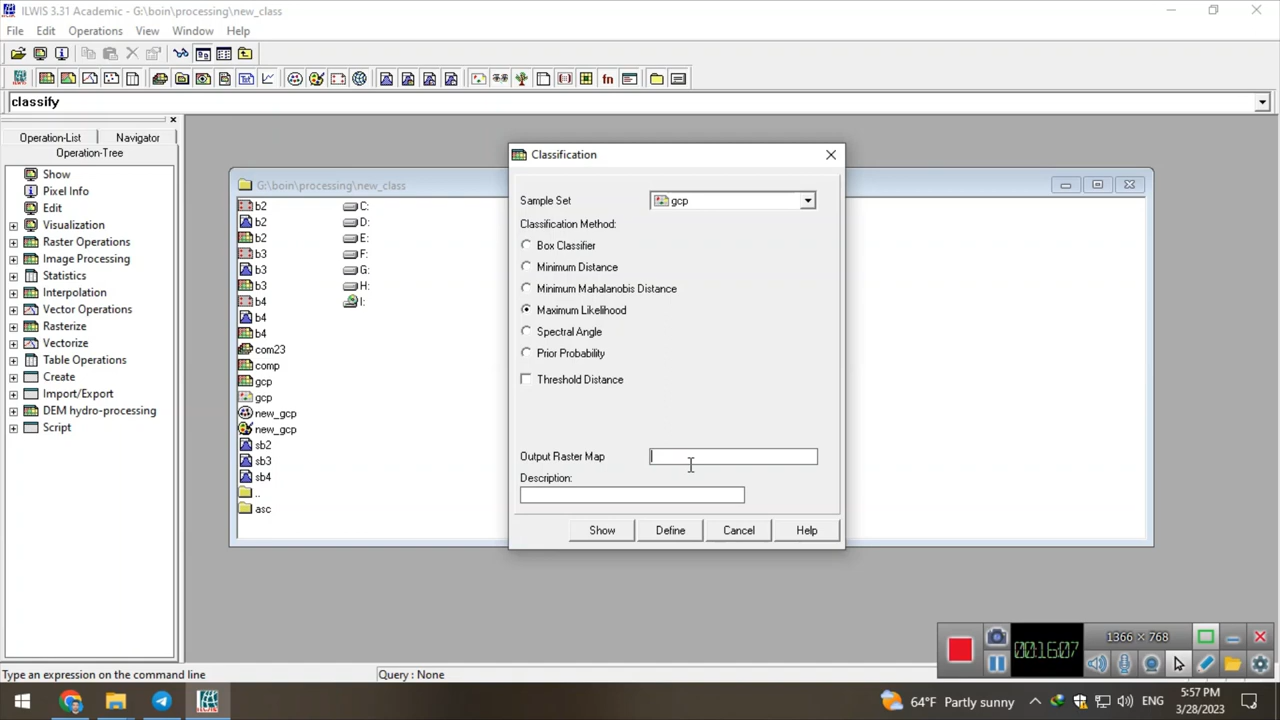 ILWIS 3.31 Academic - G:\boin\processing\new_class
File Edit Operations View Window Help
classify
Operation-List Navigator
Operation-Tree
Show
Pixel Info
Edit
Visualization
Raster Operations
Image Processing
Statistics
Interpolation
Vector Operations
Rasterize
Vectorize
Table Operations
Create
Import/Export
DEM hydro-processing
Script
G:\boin\processing\new_class
b2
b2
b2
b3
b3
b3
b4
b4
b4
com23
comp
gcp
gcp
new_gcp
new_gcp
sb2
sb3
sb4
..
asc
C:
D:
E:
F:
G:
H:
I:
Classification
Sample Set gcp
Classification Method:
Box Classifier
Minimum Distance
Minimum Mahalanobis Distance
Maximum Likelihood
Spectral Angle
Prior Probability
Threshold Distance
Output Raster Map
Description:
Show Define Cancel Help
00:16:07
1366 × 768
Type an expression on the command line
Query : None
64°F Partly sunny
ENG
5:57 PM
3/28/2023